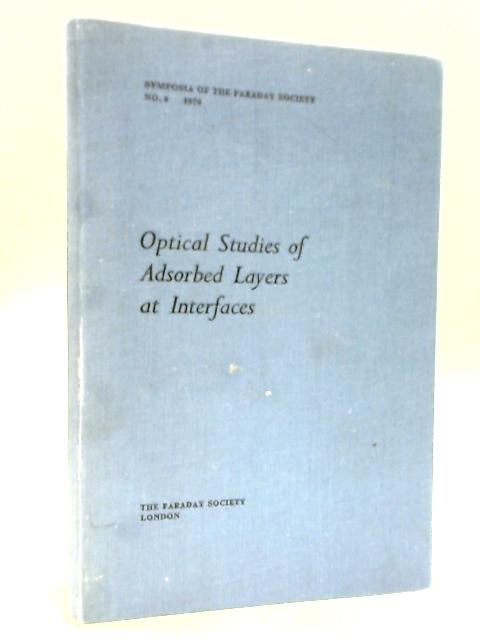 SYMPOSIA OF THE FARADAY SOCIETY
NO. 4 1970
Optical Studies of
Adsorbed Layers
at Interfaces
THE FARADAY SOCIETY
LONDON